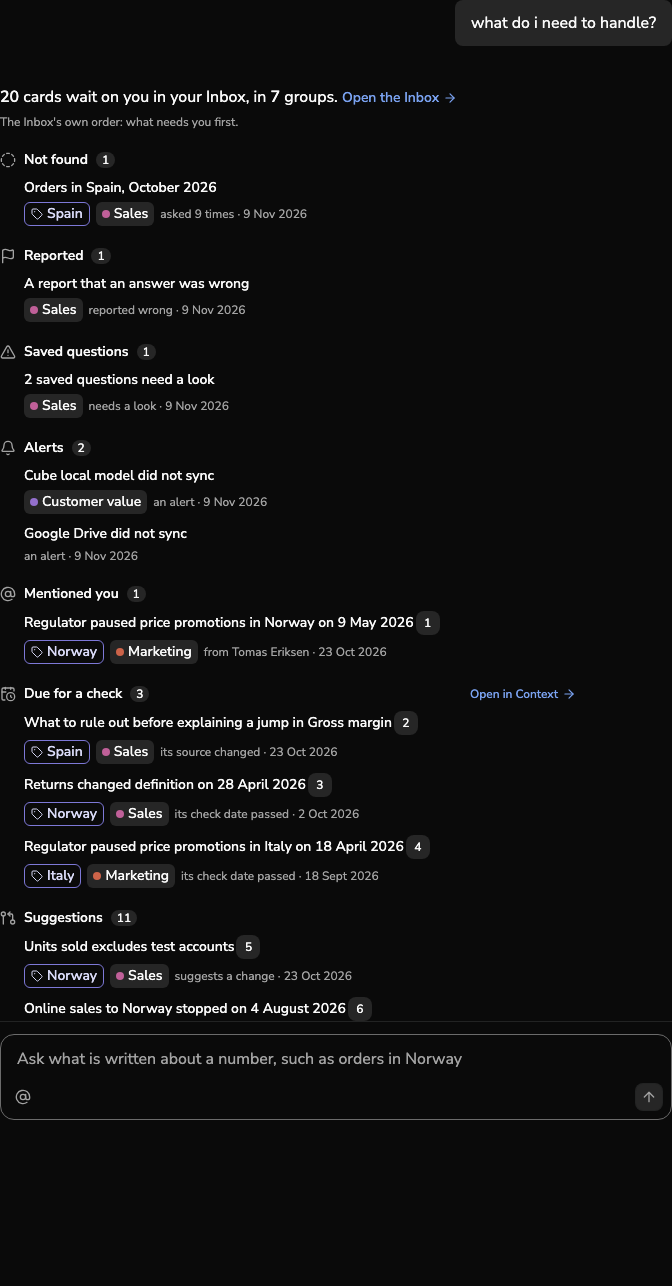 what do i need to handle?
20 cards wait on you in your Inbox, in 7 groups. Open the Inbox →
The Inbox's own order: what needs you first.
Not found 1
Orders in Spain, October 2026
Spain Sales asked 9 times · 9 Nov 2026
Reported 1
A report that an answer was wrong
Sales reported wrong · 9 Nov 2026
Saved questions 1
2 saved questions need a look
Sales needs a look · 9 Nov 2026
Alerts 2
Cube local model did not sync
Customer value an alert · 9 Nov 2026
Google Drive did not sync
an alert · 9 Nov 2026
Mentioned you 1
Regulator paused price promotions in Norway on 9 May 2026 1
Norway Marketing from Tomas Eriksen · 23 Oct 2026
Due for a check 3 Open in Context →
What to rule out before explaining a jump in Gross margin 2
Spain Sales its source changed · 23 Oct 2026
Returns changed definition on 28 April 2026 3
Norway Sales its check date passed · 2 Oct 2026
Regulator paused price promotions in Italy on 18 April 2026 4
Italy Marketing its check date passed · 18 Sept 2026
Suggestions 11
Units sold excludes test accounts 5
Norway Sales suggests a change · 23 Oct 2026
Online sales to Norway stopped on 4 August 2026 6
Ask what is written about a number, such as orders in Norway
@